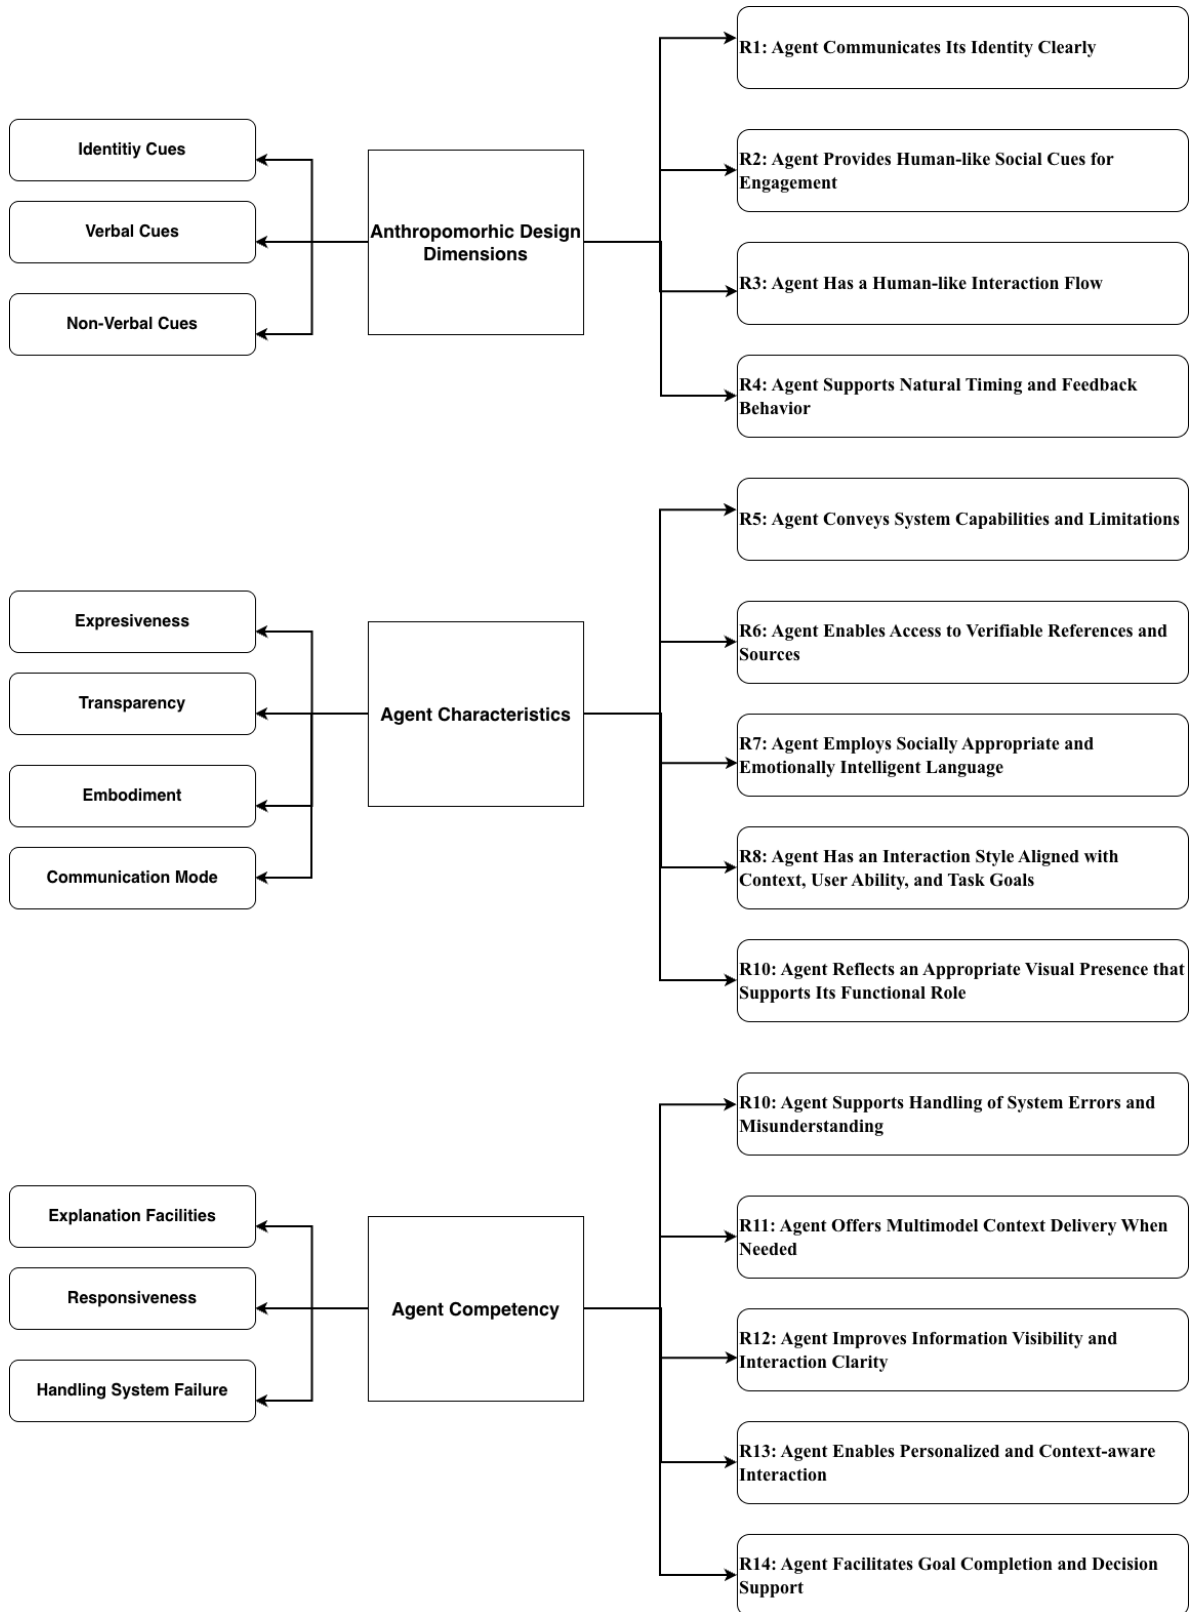 R1: Agent Communicates Its Identity Clearly
Identitiy Cues
R2: Agent Provides Human-like Social Cues for
Engagement
Verbal Cues
Anthropomorhic Design
Dimensions
R3: Agent Has a Human-like Interaction Flow
Non-Verbal Cues
R4: Agent Supports Natural Timing and Feedback
Behavior
R5: Agent Conveys System Capabilities and Limitations
Expresiveness
R6: Agent Enables Access to Verifiable References and
Sources
Transparency
Agent Characteristics
R7: Agent Employs Socially Appropriate and
Emotionally Intelligent Language
Embodiment
R8: Agent Has an Interaction Style Aligned with
Context, User Ability, and Task Goals
Communication Mode
R10: Agent Reflects an Appropriate Visual Presence that
Supports Its Functional Role
R10: Agent Supports Handling of System Errors and
Misunderstanding
Explanation Facilities
R11: Agent Offers Multimodel Context Delivery When
Needed
Responsiveness
Agent Competency
R12: Agent Improves Information Visibility and
Interaction Clarity
Handling System Failure
R13: Agent Enables Personalized and Context-aware
Interaction
R14: Agent Facilitates Goal Completion and Decision
Support